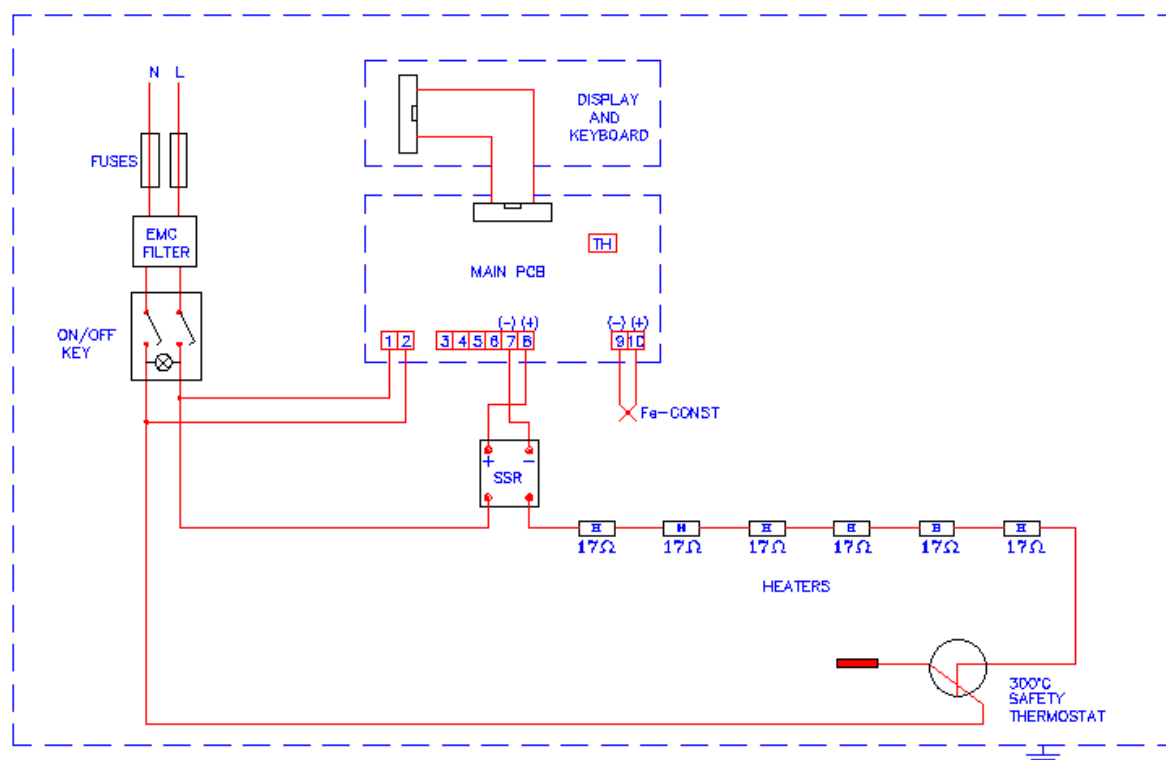 N L
FUSES
EMC
FILTER
ON/OFF
KEY
DISPLAY
AND
KEYBOARD
TH
MAIN PCB
(-) (+)
(-) (+)
1 2
3 4 5 6 7 8
9 10
Fe-CONST
+ -
SSR
H H H H H H
17Ω 17Ω 17Ω 17Ω 17Ω 17Ω
HEATERS
300°C
SAFETY
THERMOSTAT